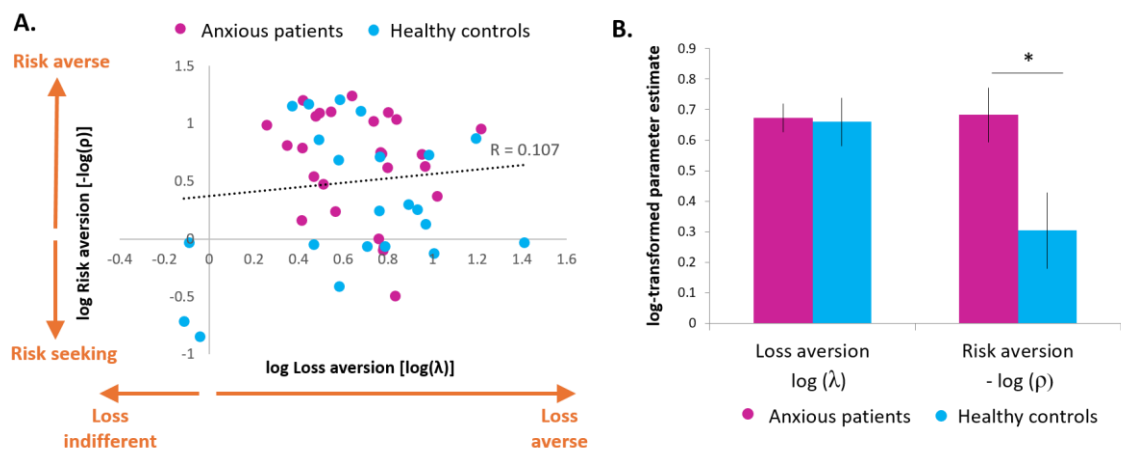 A.
Anxious patients
Healthy controls
Risk averse
log Risk aversion [-log(ρ)]
Risk seeking
1.5
1
0.5
0
-0.5
-1
-0.4
-0.2
0
0.2
0.4
0.6
0.8
1
1.2
1.4
1.6
R = 0.107
log Loss aversion [log(λ)]
Loss
indifferent
Loss
averse
B.
log-transformed parameter estimate
0.9
0.8
0.7
0.6
0.5
0.4
0.3
0.2
0.1
0
*
Loss aversion
log (λ)
Risk aversion
- log (ρ)
Anxious patients
Healthy controls